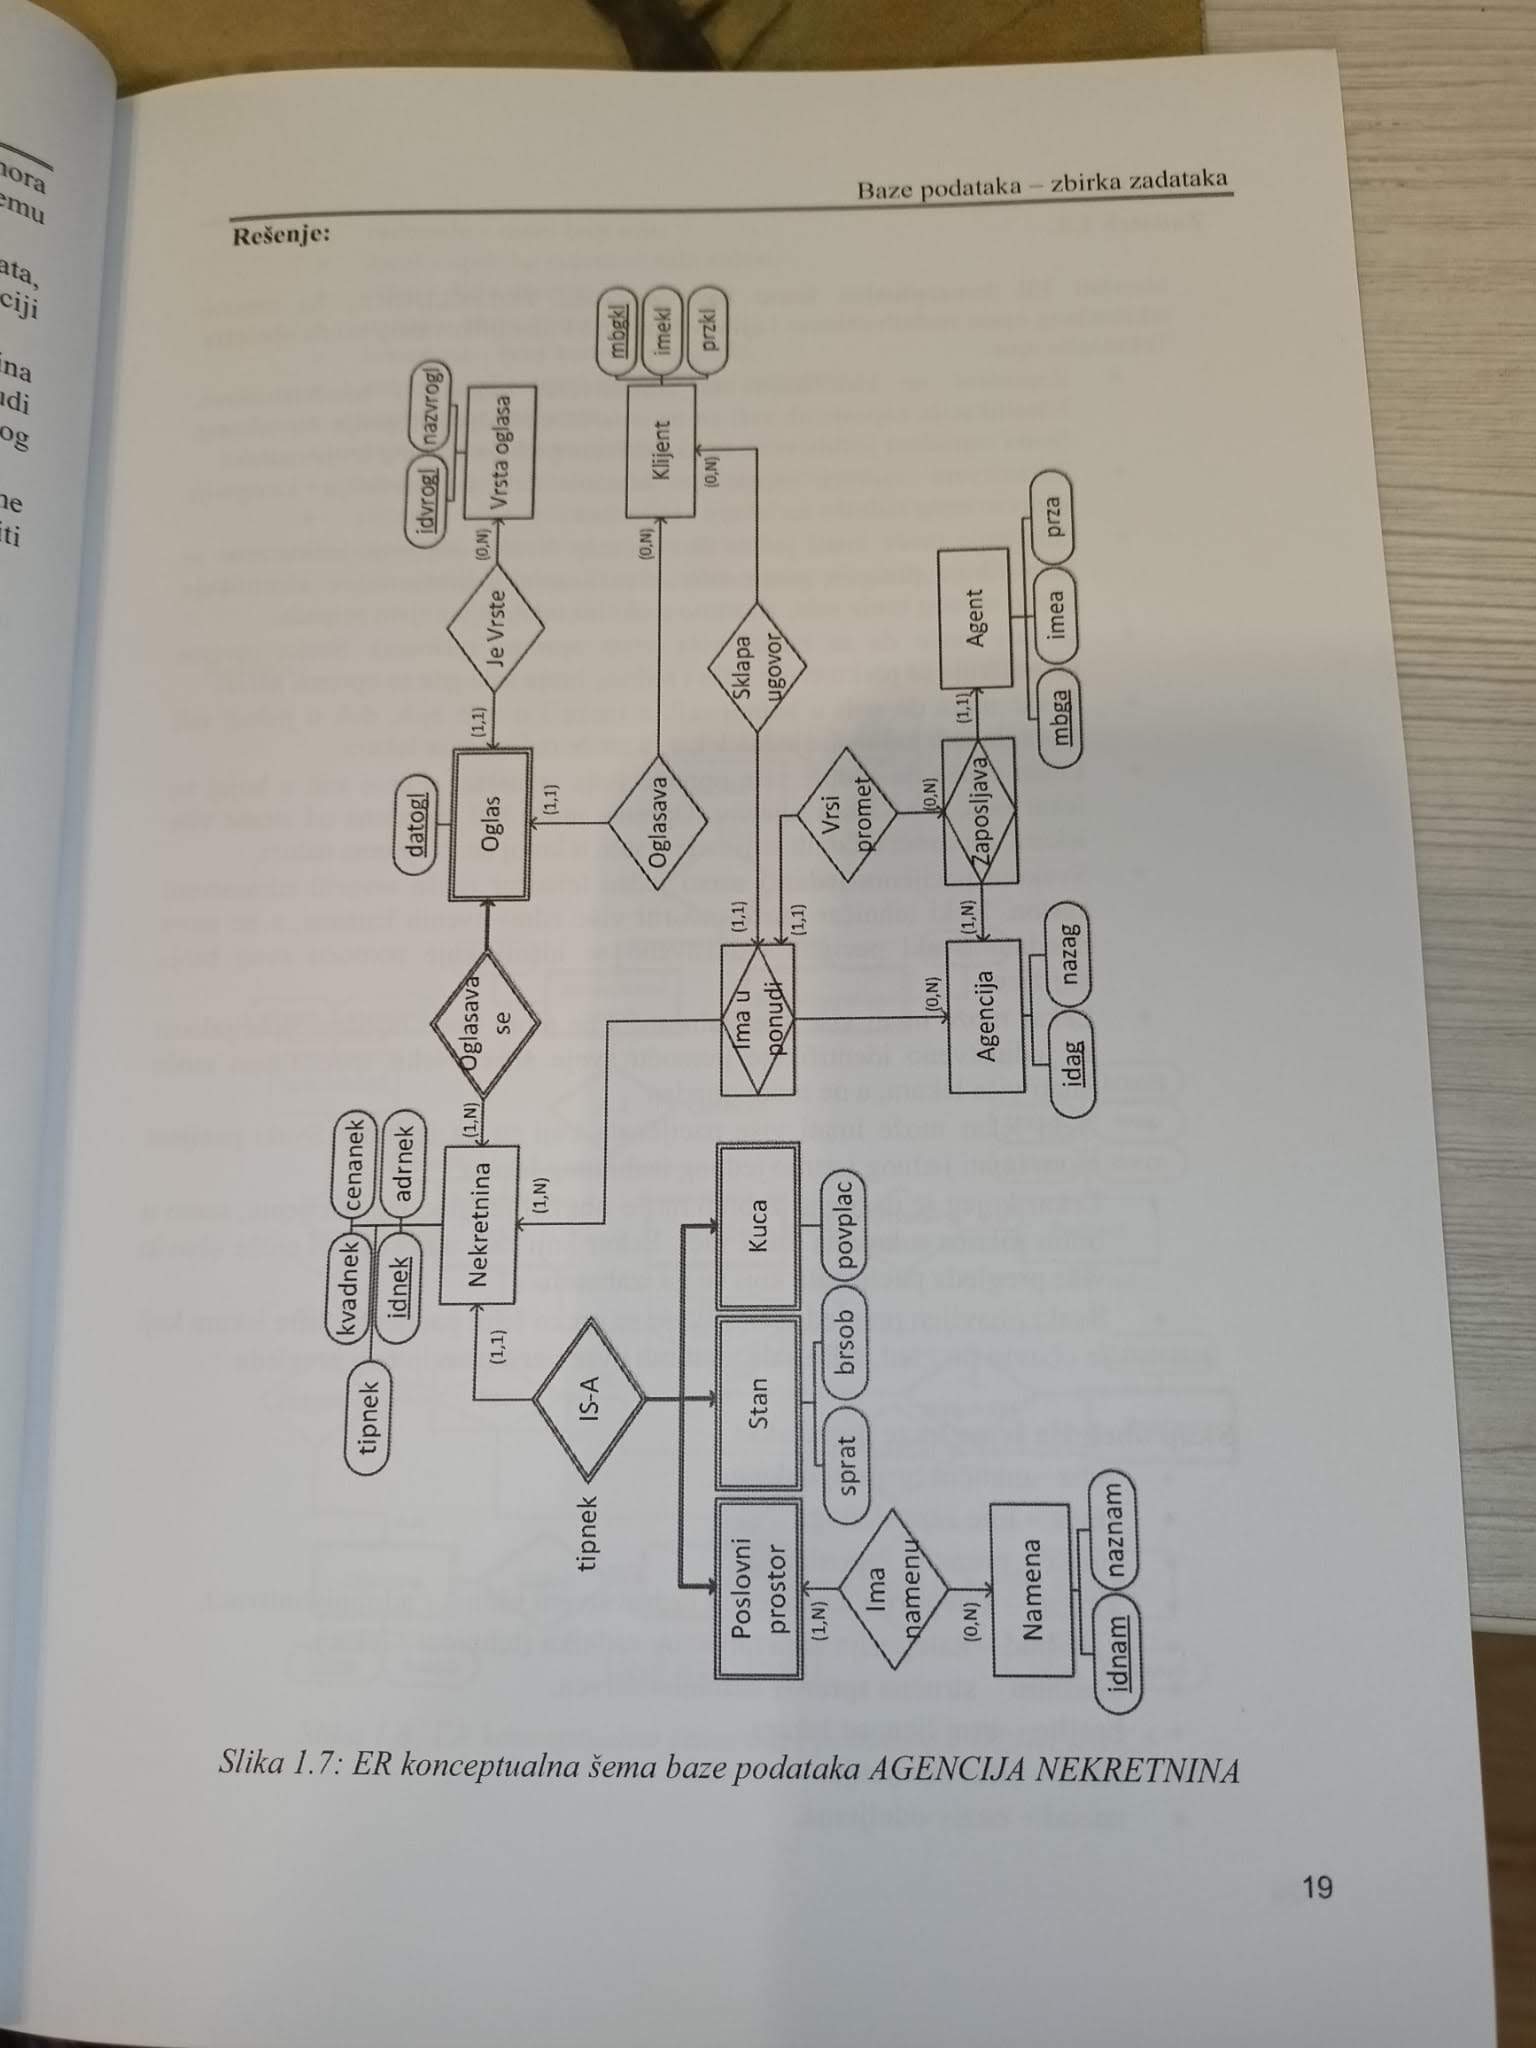 Baze podataka – zbirka zadataka
Rešenje:
mora
emu
ata,
ciji
ina
udi
og
ne
iti
tipnek
kvadnek
cenanek
idnek
adrnek
Nekretnina
(1,N)
Oglasava
se
datogl
Oglas
(1,1)
Je Vrste
(0,N)
idvrogl
nazvrogl
Vrsta oglasa
(1,1)
Oglasava
(0,N)
mbgkl
imekl
przkl
Klijent
(0,N)
Sklapa
ugovor
(1,1)
(1,1)
(1,N)
IS-A
tipnek
Poslovni
prostor
Stan
Kuca
sprat
brsob
povplac
(1,N)
Ima
namenu
(0,N)
Namena
idnam
naznam
Ima u
ponudi
(1,1)
Vrsi
promet
(0,N)
(0,N)
Agencija
idag
nazag
(1,N)
Zaposljava
(1,1)
Agent
mbga
imea
prza
Slika 1.7: ER konceptualna šema baze podataka AGENCIJA NEKRETNINA
19